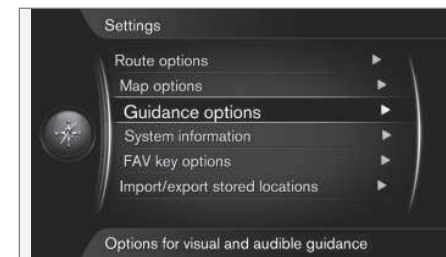 Settings
Route options
Map options
Guidance options
System information
FAV key options
Import/export stored locations
Options for visual and audible guidance